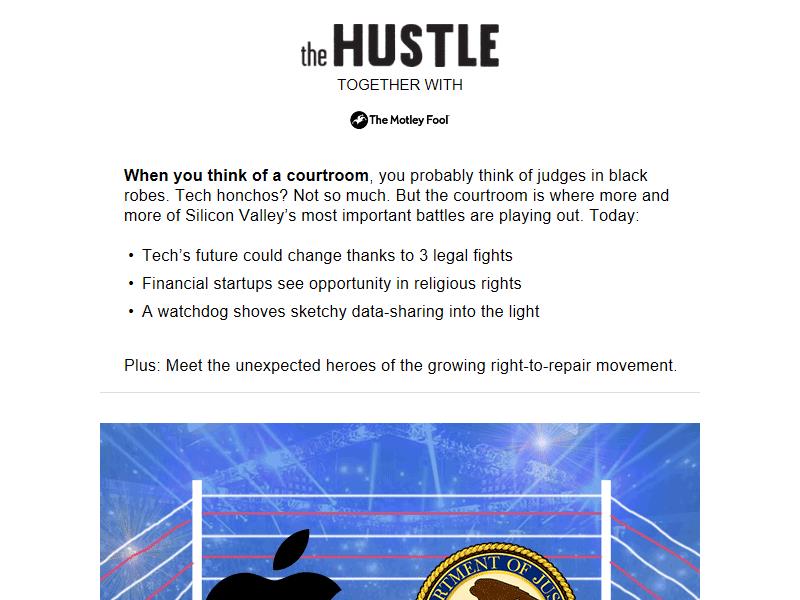 the HUSTLE
TOGETHER WITH
The Motley Fool
When you think of a courtroom, you probably think of judges in black
robes. Tech honchos? Not so much. But the courtroom is where more and
more of Silicon Valley’s most important battles are playing out. Today:
• Tech’s future could change thanks to 3 legal fights
• Financial startups see opportunity in religious rights
• A watchdog shoves sketchy data-sharing into the light
Plus: Meet the unexpected heroes of the growing right-to-repair movement.
RTMENT OF JUS